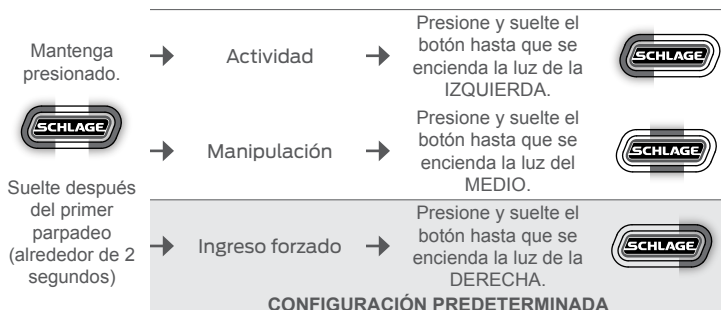 Mantenga
presionado.
SCHLAGE
Suelte después
del primer
parpadeo
(alrededor de 2
segundos)
Actividad
Presione y suelte el
botón hasta que se
encienda la luz de la
IZQUIERDA.
SCHLAGE
Manipulación
Presione y suelte el
botón hasta que se
encienda la luz del
MEDIO.
SCHLAGE
Ingreso forzado
Presione y suelte el
botón hasta que se
encienda la luz de la
DERECHA.
SCHLAGE
CONFIGURACIÓN PREDETERMINADA